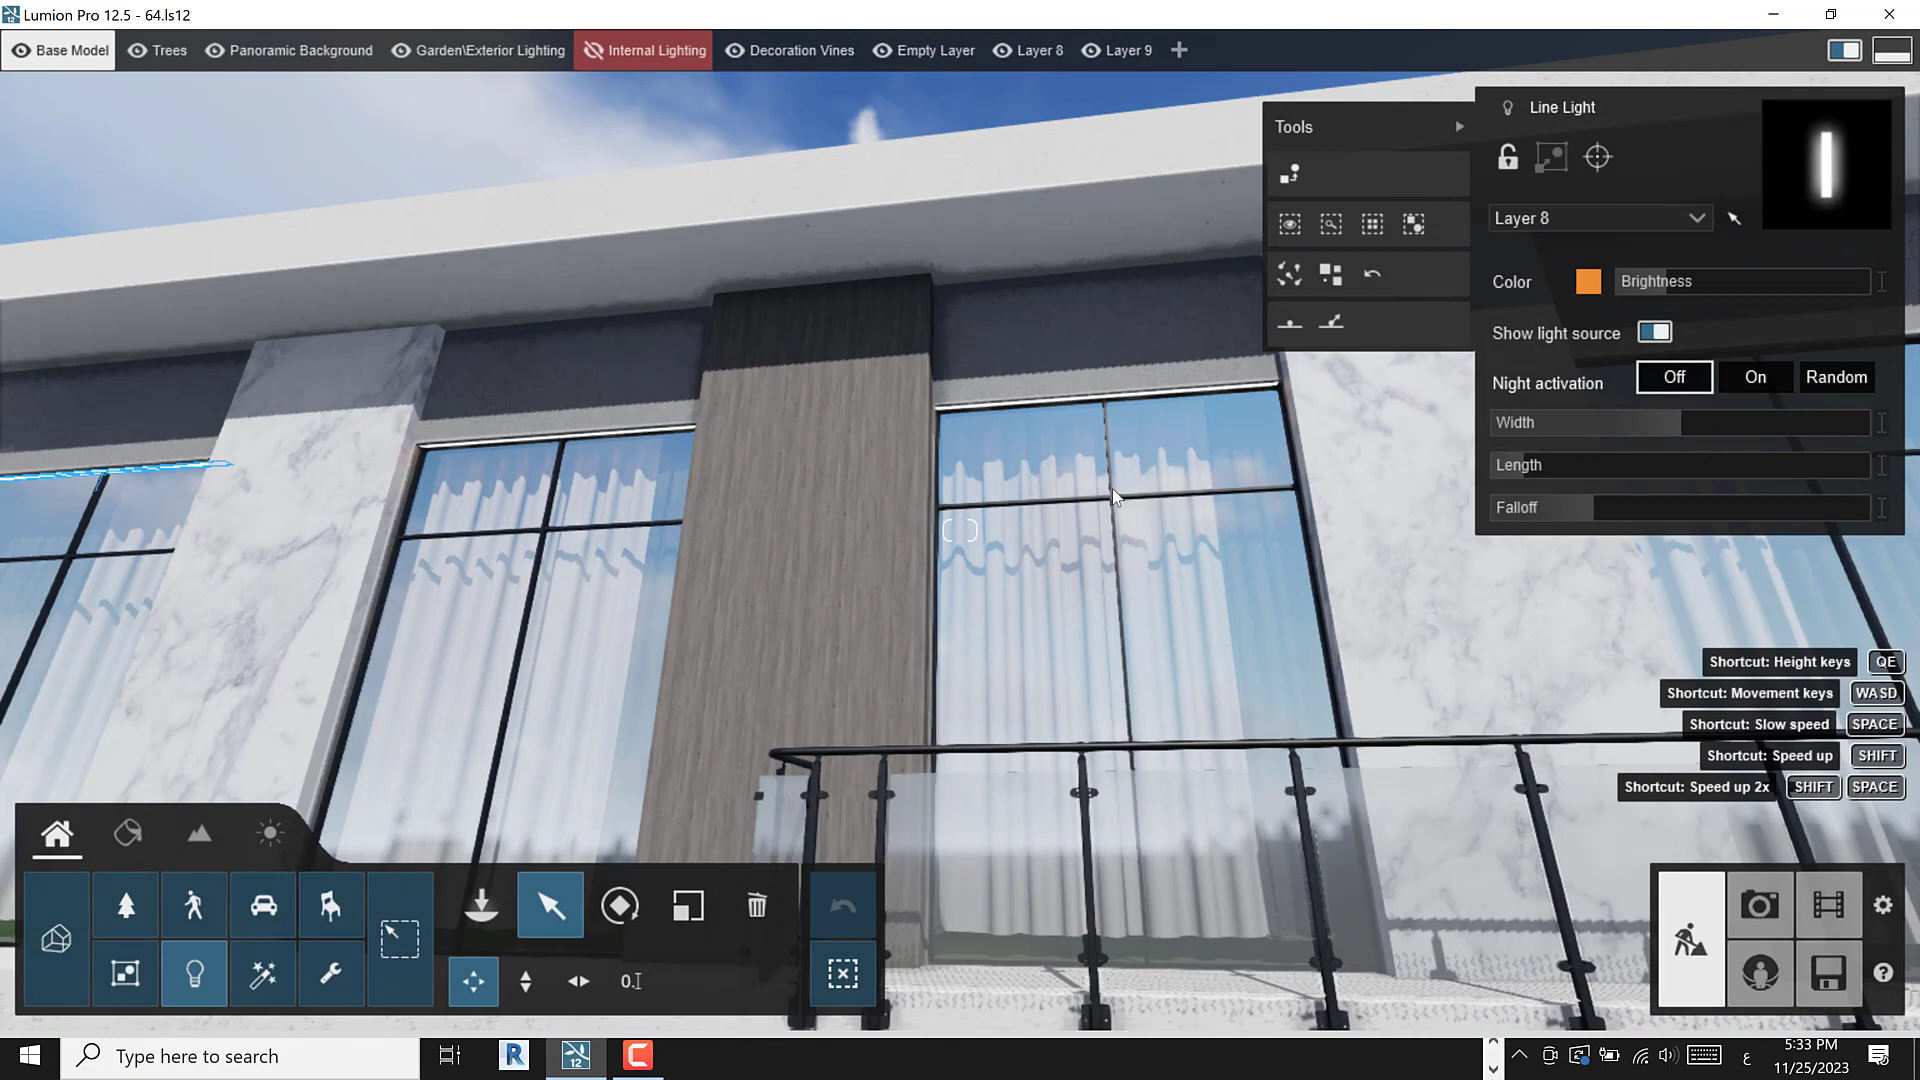 Lumion Pro 12.5 - 64.ls12
Base Model
Trees
Panoramic Background
Garden\Exterior Lighting
Internal Lighting
Decoration Vines
Empty Layer
Layer 8
Layer 9
Tools
Line Light
Layer 8
Color
Brightness
Show light source
Night activation
Off
On
Random
Width
Length
Falloff
Shortcut: Height keys QE
Shortcut: Movement keys WASD
Shortcut: Slow speed SPACE
Shortcut: Speed up SHIFT
Shortcut: Speed up 2x SHIFT SPACE
0.
Type here to search
R
12
C
ع
5:33 PM
11/25/2023